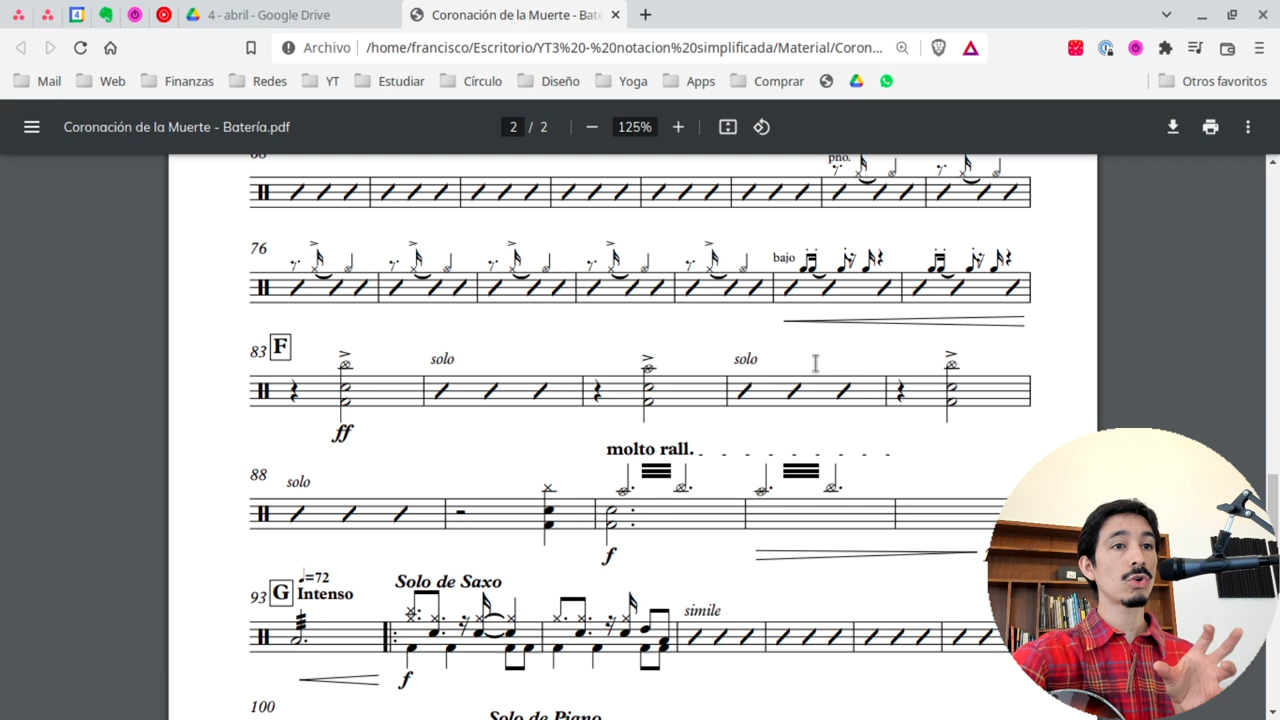 4 - abril - Google Drive
Coronación de la Muerte - Bate
Archivo
/home/francisco/Escritorio/YT3%20-%20notacion%20simplificada/Material/Coron...
Mail
Web
Finanzas
Redes
YT
Estudiar
Círculo
Diseño
Yoga
Apps
Comprar
Otros favoritos
Coronación de la Muerte - Batería.pdf
2 / 2
125%
pno.
76
bajo
83 F
solo
solo
ff
molto rall.
88
solo
f
=72
93 G Intenso
Solo de Saxo
simile
f
100
Solo de Piano